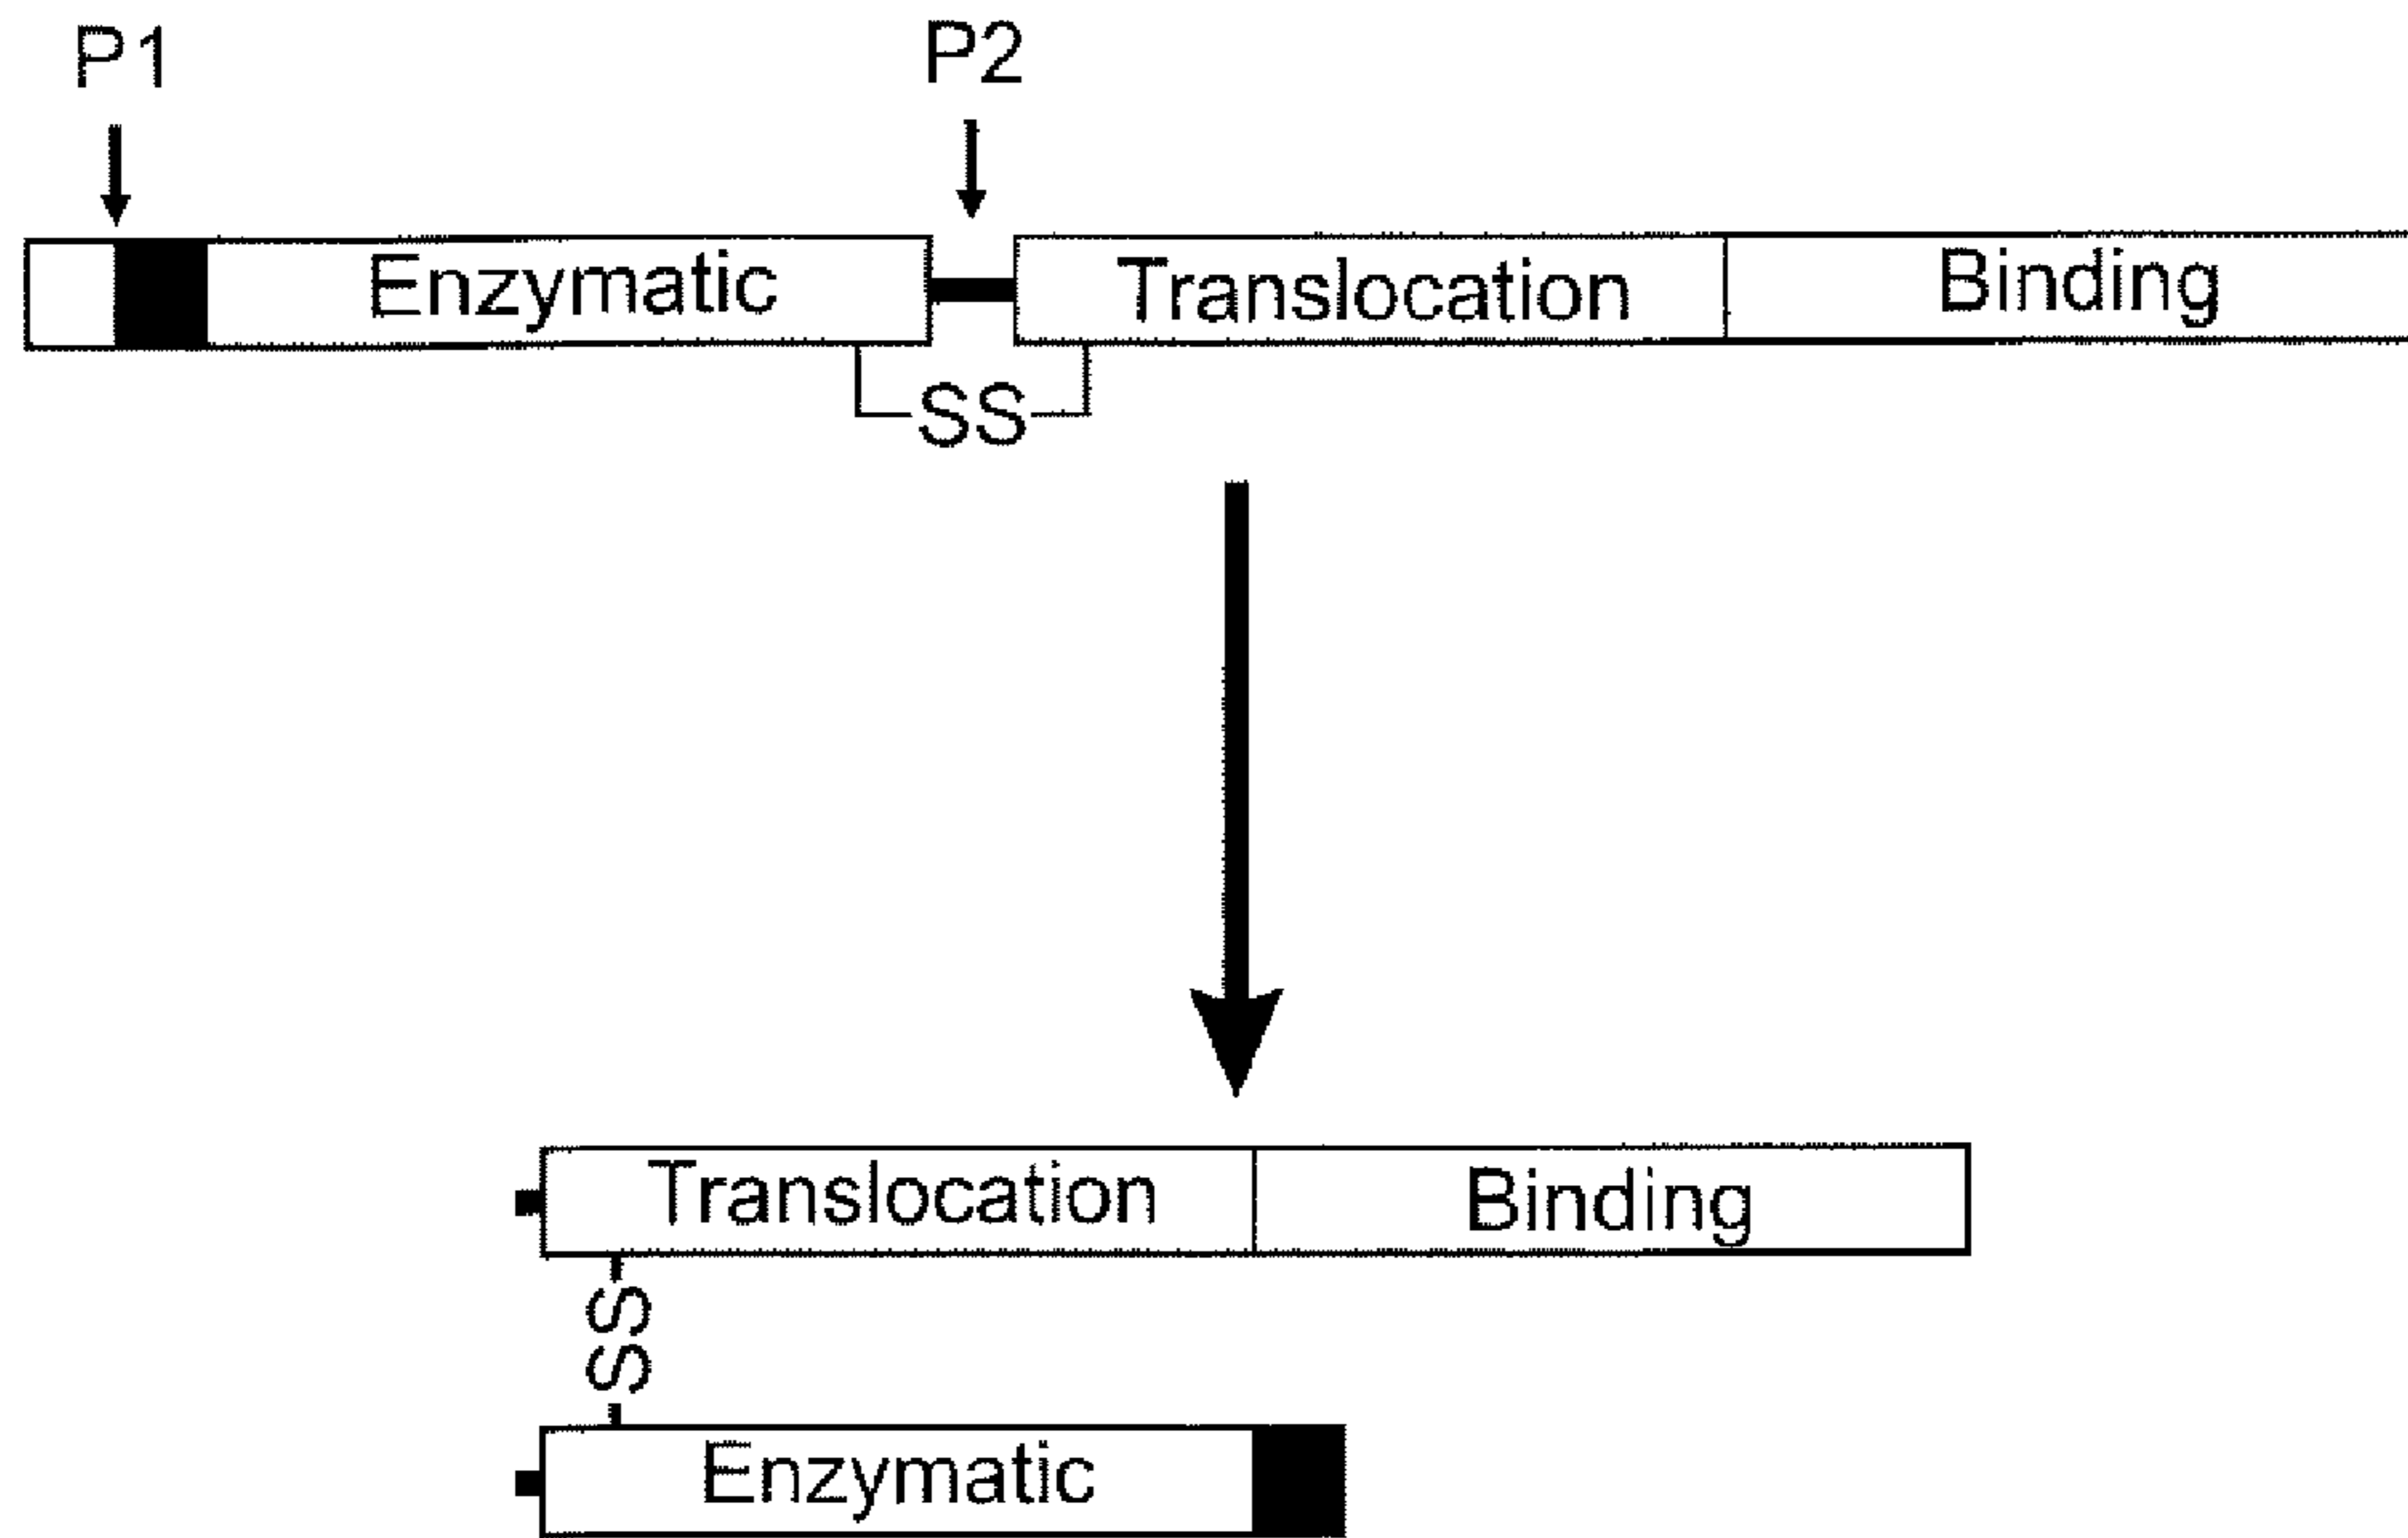 P1 P2
Enzymatic Translocation Binding
SS
Translocation Binding
SS
Enzymatic